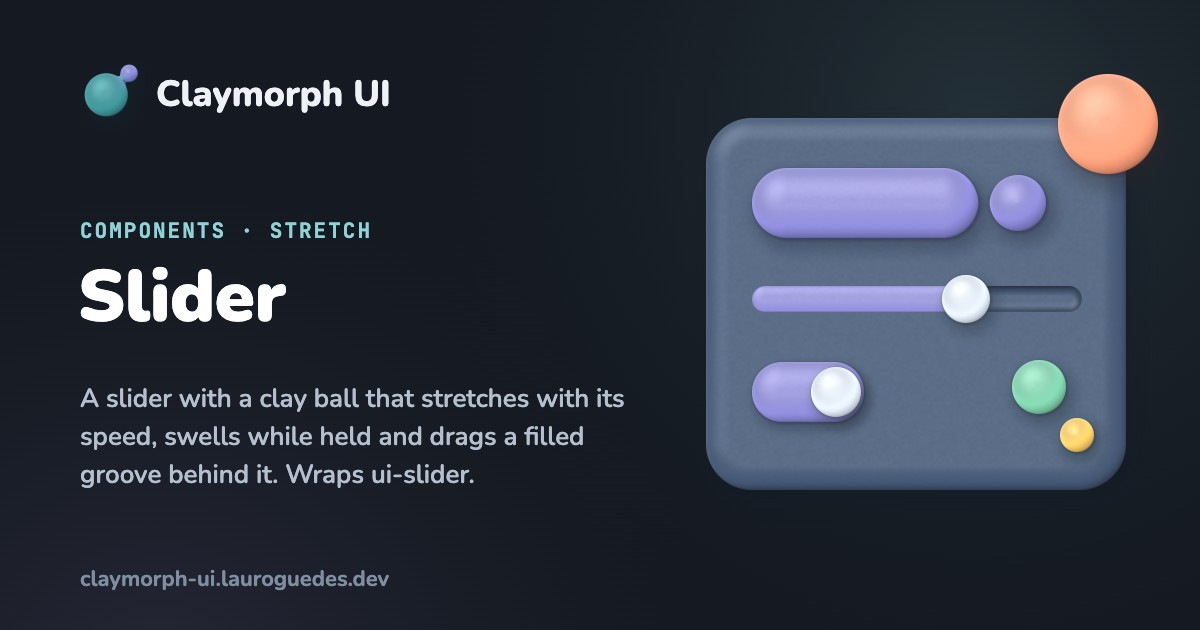 Claymorph UI
COMPONENTS · STRETCH
Slider
A slider with a clay ball that stretches with its
speed, swells while held and drags a filled
groove behind it. Wraps ui-slider.
claymorph-ui.lauroguedes.dev